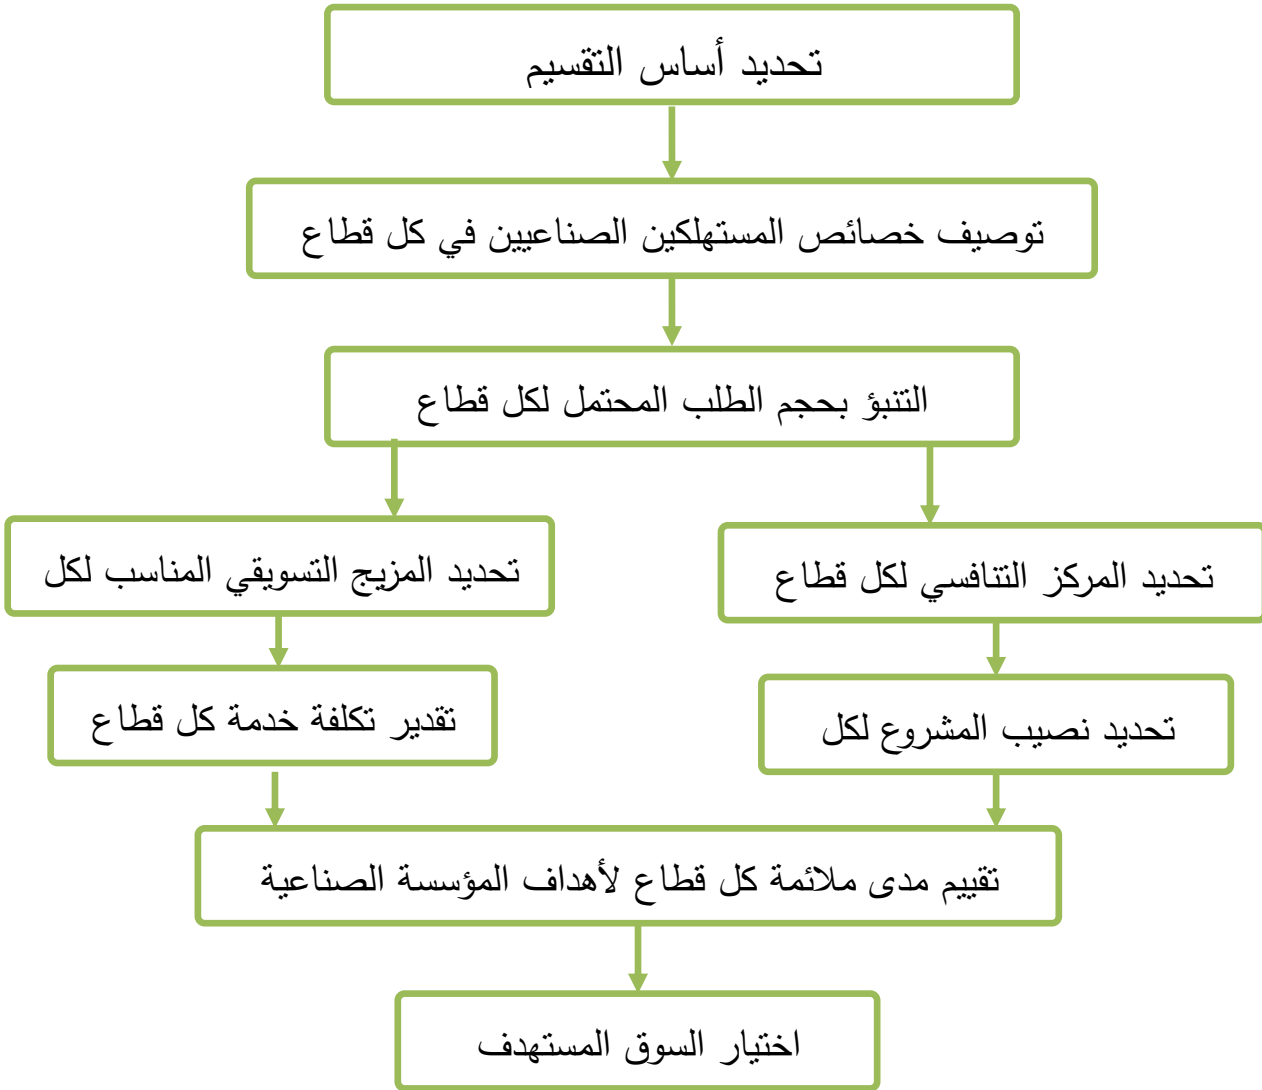 تحديد أساس التقسيم
توصيف خصائص المستهلكين الصناعيين في كل قطاع
التنبؤ بحجم الطلب المحتمل لكل قطاع
تحديد المركز التنافسي لكل قطاع
تحديد المزيج التسويقي المناسب لكل
تحديد نصيب المشروع لكل
تقدير تكلفة خدمة كل قطاع
تقييم مدى ملائمة كل قطاع لأهداف المؤسسة الصناعية
اختيار السوق المستهدف